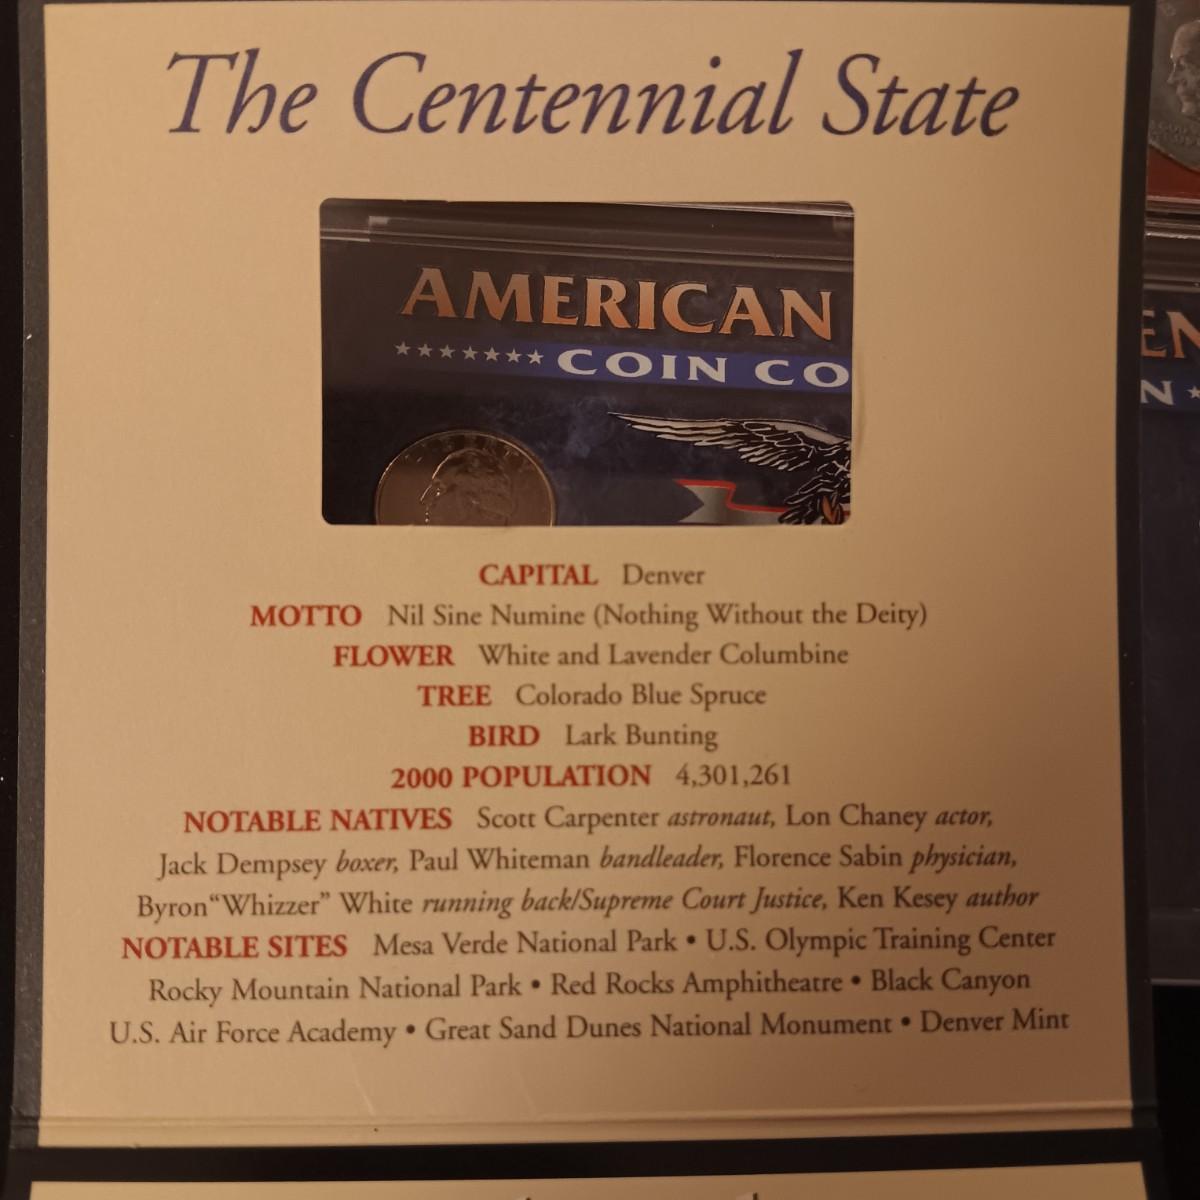 The Centennial State
AMERICAN
★★★★★★★ COIN CO
EN
N ★
CAPITAL Denver
MOTTO Nil Sine Numine (Nothing Without the Deity)
FLOWER White and Lavender Columbine
TREE Colorado Blue Spruce
BIRD Lark Bunting
2000 POPULATION 4,301,261
NOTABLE NATIVES Scott Carpenter astronaut, Lon Chaney actor,
Jack Dempsey boxer, Paul Whiteman bandleader, Florence Sabin physician,
Byron“Whizzer” White running back/Supreme Court Justice, Ken Kesey author
NOTABLE SITES Mesa Verde National Park • U.S. Olympic Training Center
Rocky Mountain National Park • Red Rocks Amphitheatre • Black Canyon
U.S. Air Force Academy • Great Sand Dunes National Monument • Denver Mint